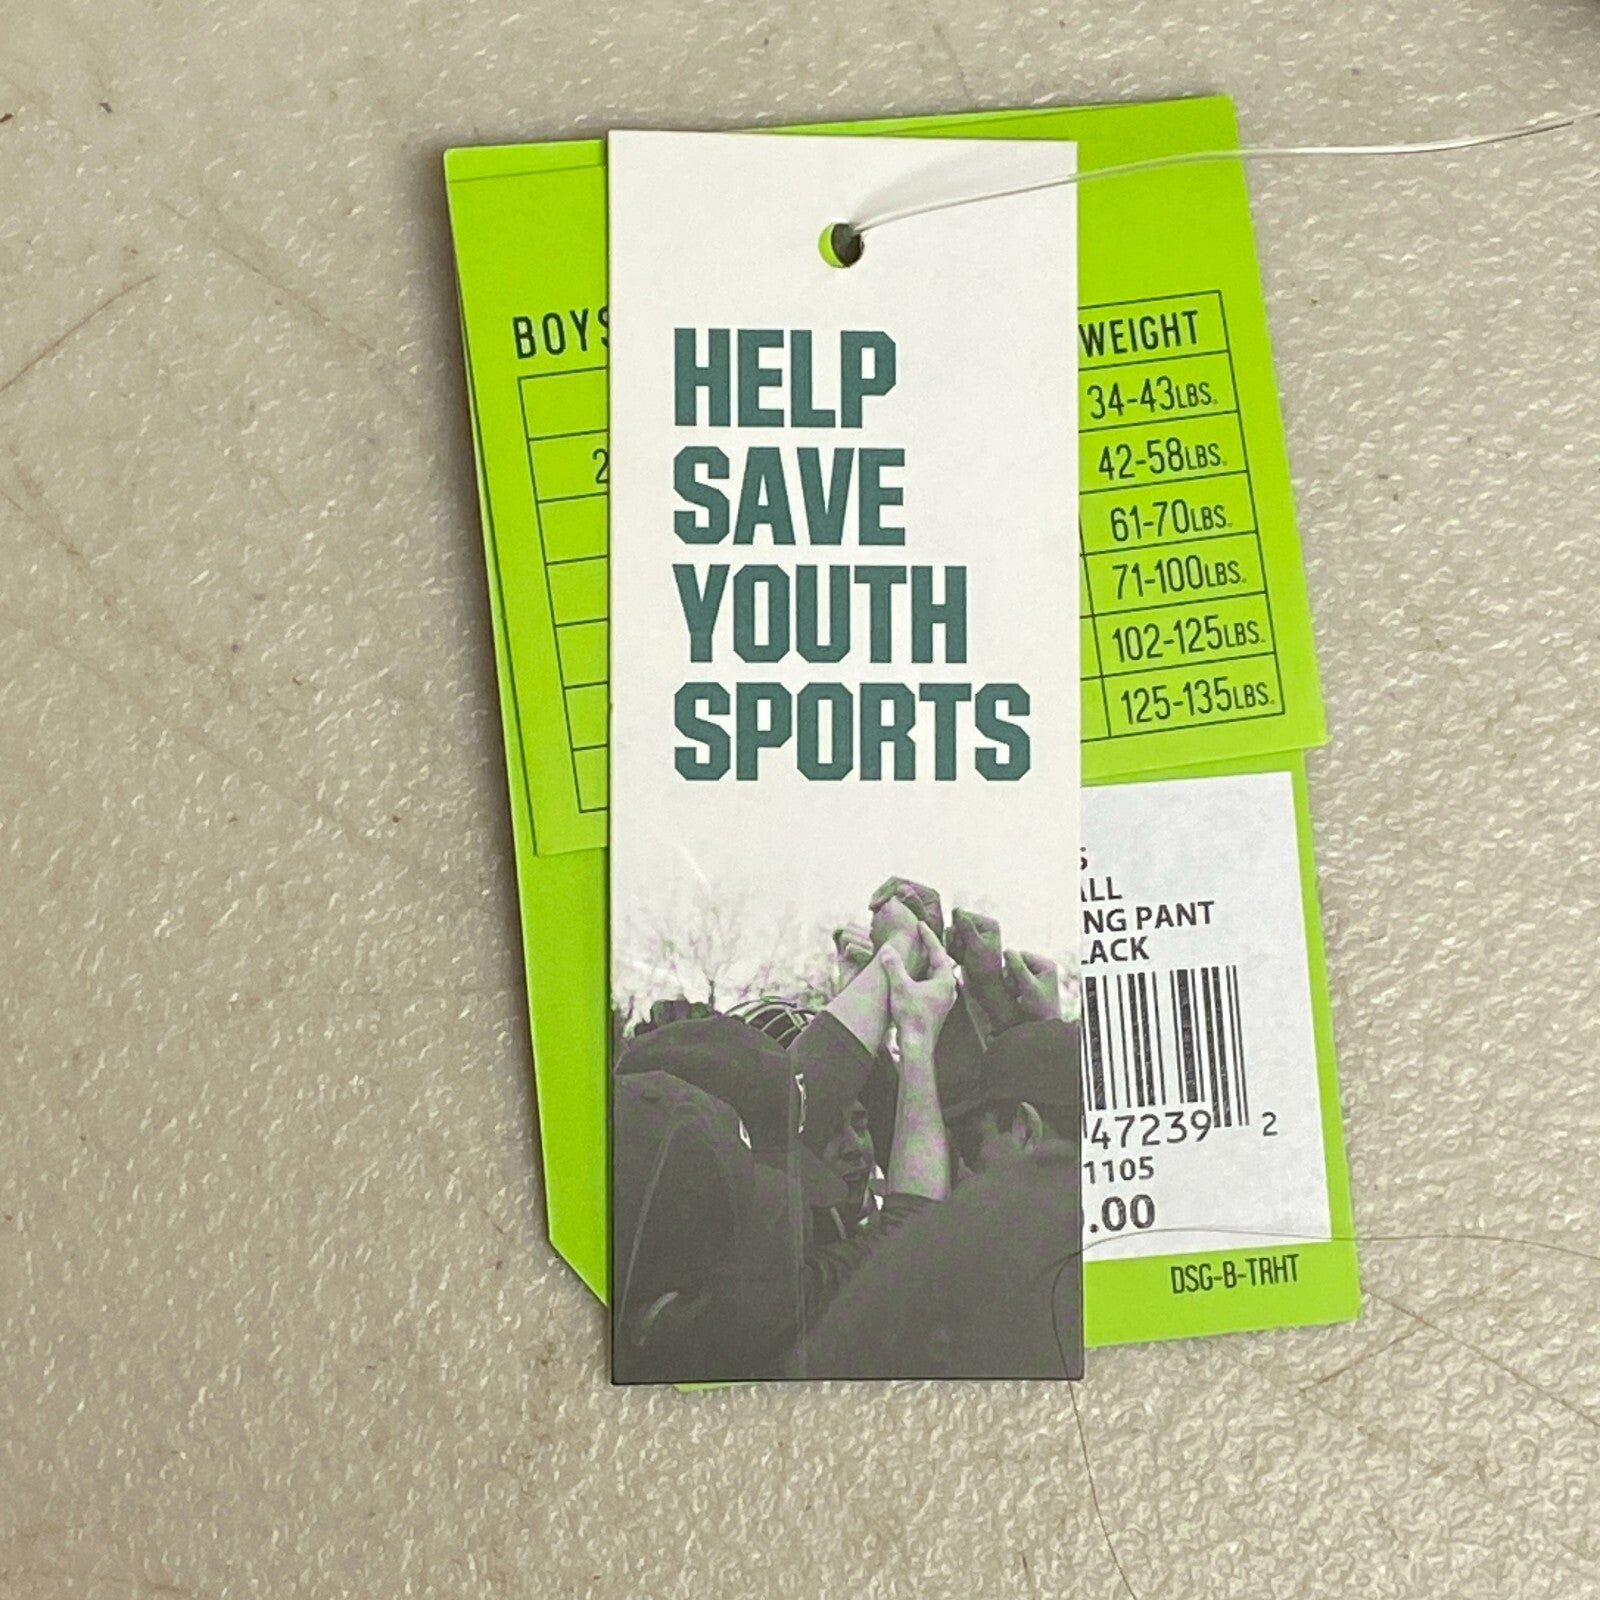 HELP
SAVE
YOUTH
SPORTS
BOYS
WEIGHT
34-43LBS.
2
42-58LBS.
61-70LBS.
71-100LBS.
102-125LBS.
125-135LBS.
ALL
NG PANT
LACK
47239 2
1105
.00
DSG-B-TRHT